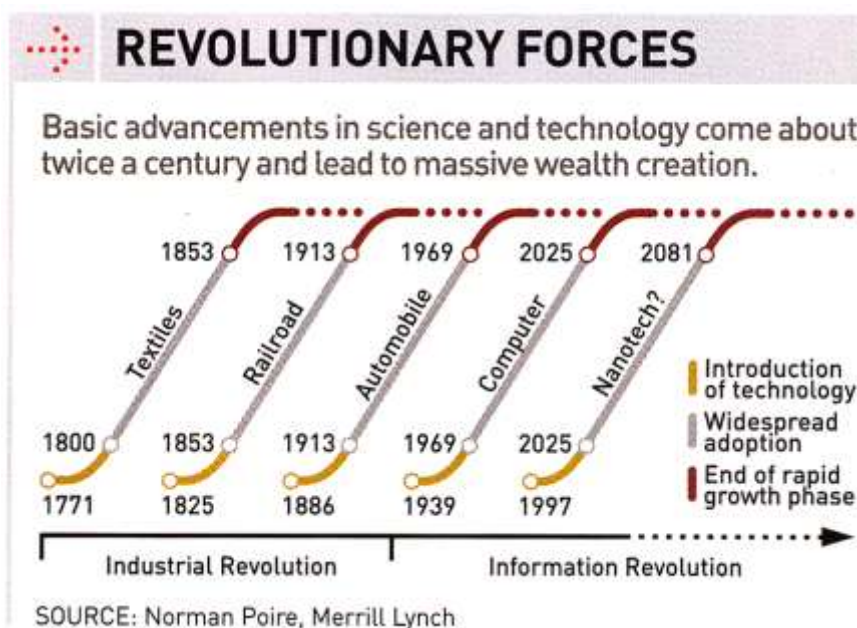 REVOLUTIONARY FORCES
Basic advancements in science and technology come about
twice a century and lead to massive wealth creation.
1853
1913
1969
2025
2081
Textiles
Railroad
Automobile
Computer
Nanotech?
Introduction
of technology
Widespread
adoption
End of rapid
growth phase
1800
1853
1913
1969
2025
1771
1825
1886
1939
1997
Industrial Revolution
Information Revolution
SOURCE: Norman Poire, Merrill Lynch